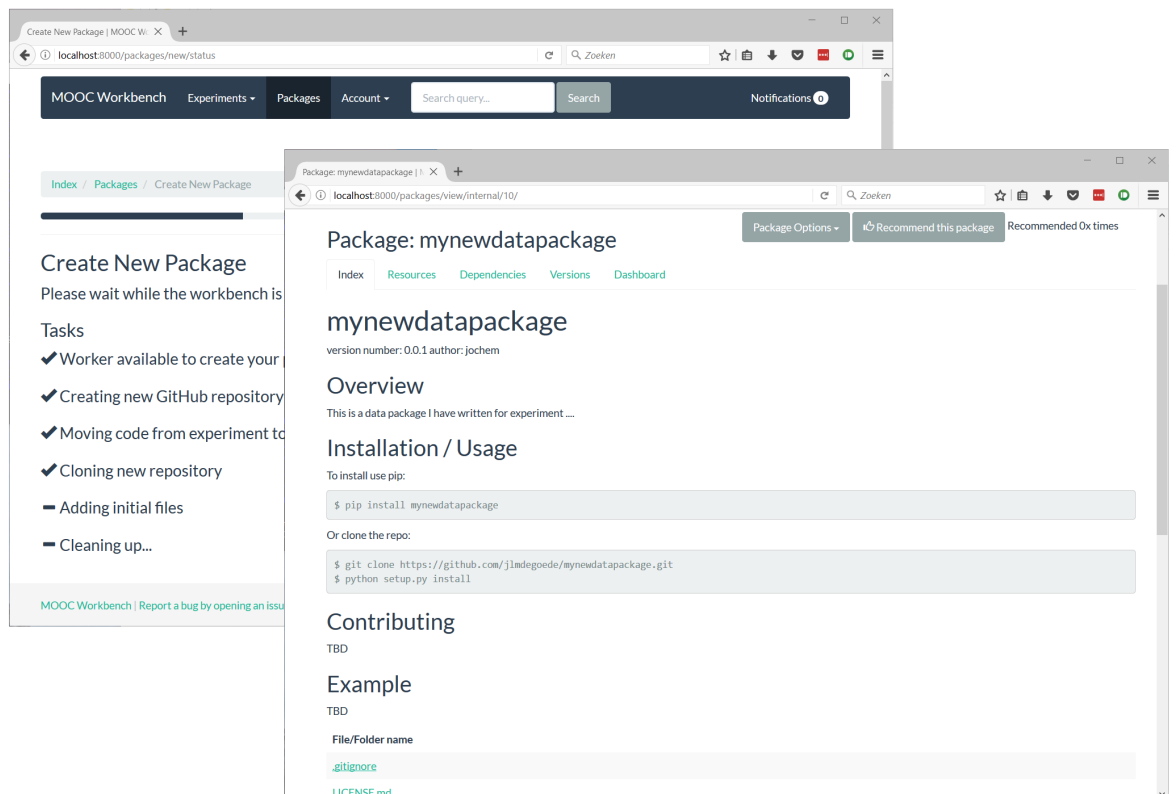 Create New Package | MOOC W
localhost:8000/packages/new/status
Zoeken
MOOC Workbench Experiments Packages Account Search query... Search Notifications 0
Index / Packages / Create New Package
Create New Package
Please wait while the workbench is
Tasks
Worker available to create your
Creating new GitHub repository
Moving code from experiment to
Cloning new repository
Adding initial files
Cleaning up...
MOOC Workbench | Report a bug by opening an issu
Package: mynewdatapackage |
localhost:8000/packages/view/internal/10/
Zoeken
Package: mynewdatapackage
Package Options Recommend this package Recommended 0x times
Index Resources Dependencies Versions Dashboard
mynewdatapackage
version number: 0.0.1 author: jochem
Overview
This is a data package I have written for experiment ....
Installation / Usage
To install use pip:
$ pip install mynewdatapackage
Or clone the repo:
$ git clone https://github.com/jlmdegoede/mynewdatapackage.git
$ python setup.py install
Contributing
TBD
Example
TBD
File/Folder name
.gitignore
LICENSE.md